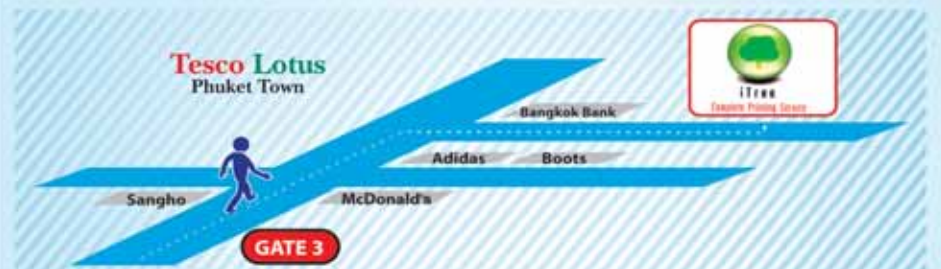 Tesco Lotus
Phuket Town
iTree
Complete Printing Service
Bangkok Bank
Adidas
Boots
Sangho
McDonald's
GATE 3